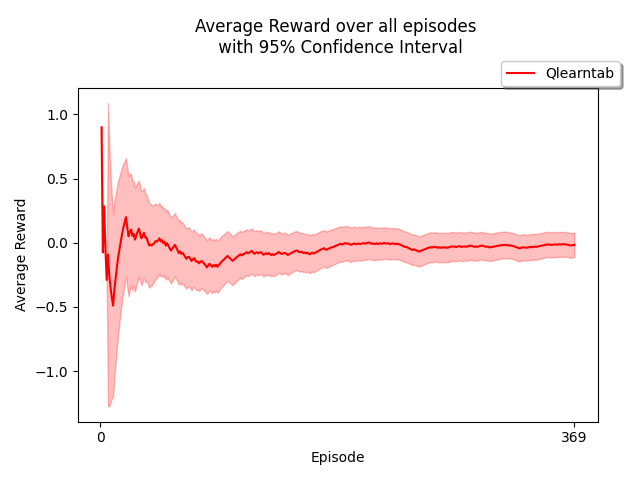 Average Reward over all episodes
with 95% Confidence Interval
Qlearntab
1.0
0.5
0.0
−0.5
−1.0
Average Reward
0
369
Episode